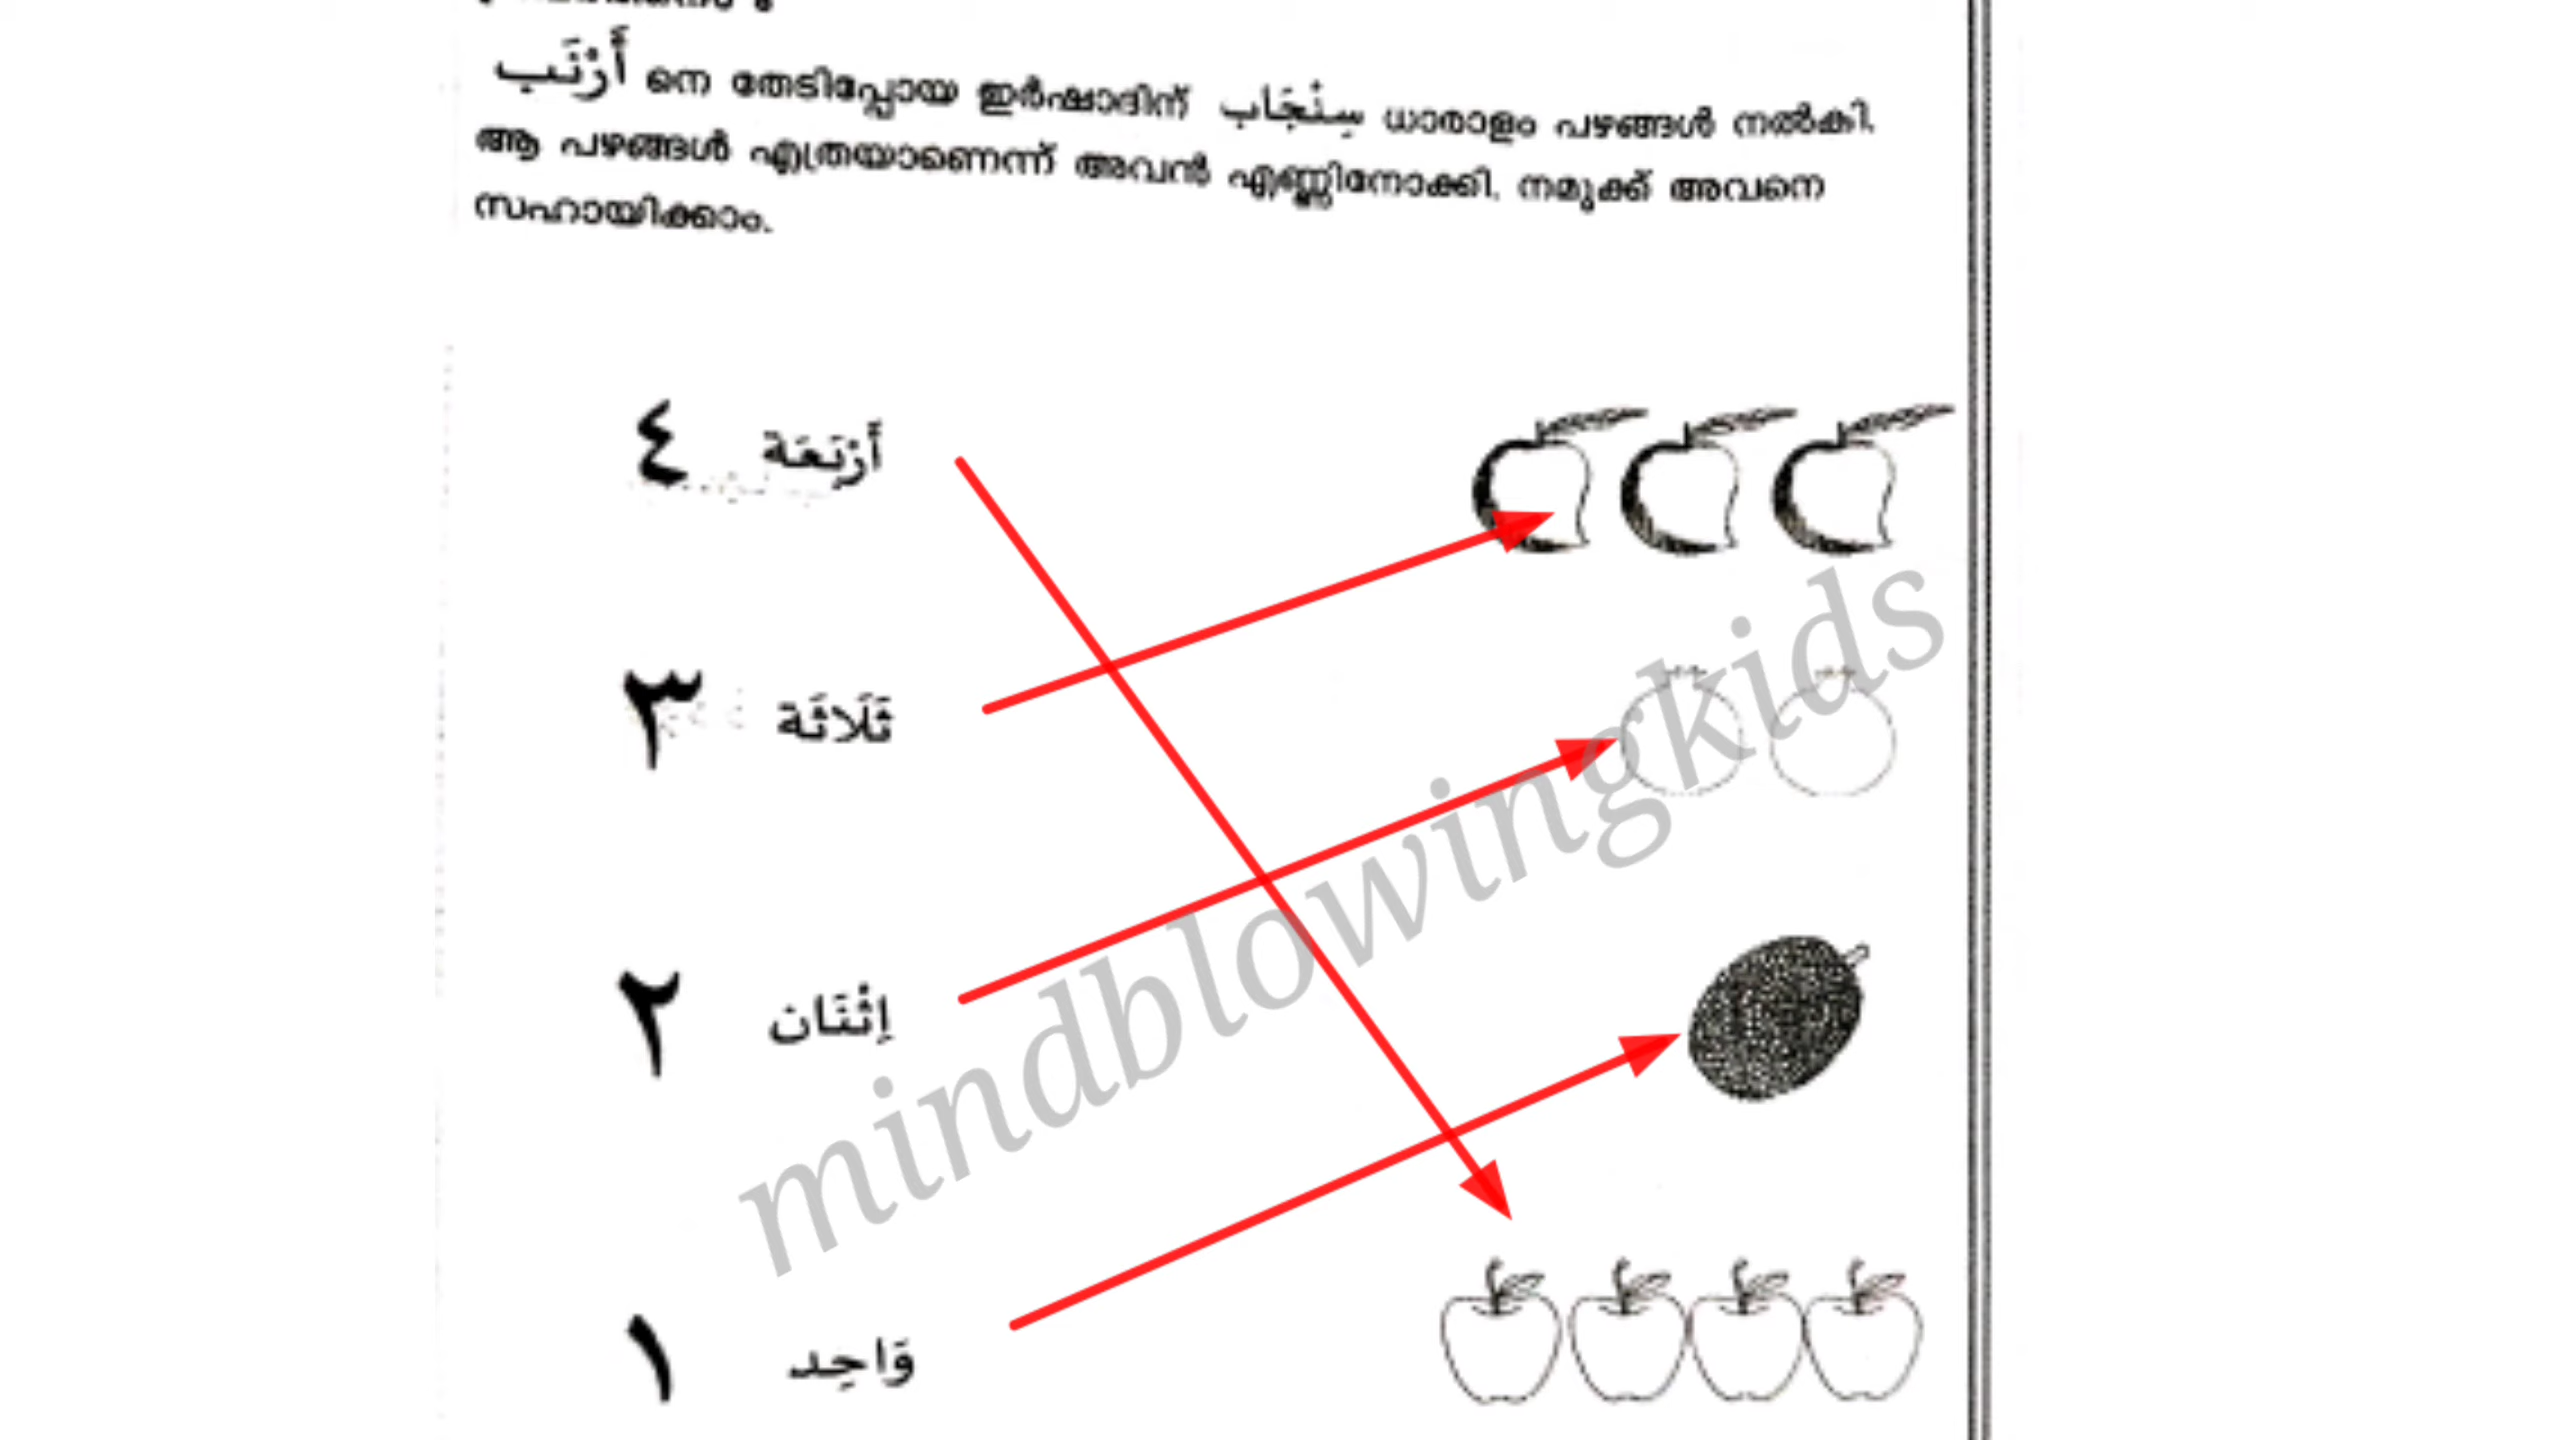 أَرْنَب നെ തേടിപ്പോയ ഇർഷാദിന് سِنْجَاب ധാരാളം പഴങ്ങൾ നൽകി.
ആ പഴങ്ങൾ എത്രയാണെന്ന് അവൻ എണ്ണിനോക്കി. നമുക്ക് അവനെ
സഹായിക്കാം.
٤ أَرْبَعَة
٣ ثَلَاثَة
٢ إِثْنَان
١ وَاحِد
mindblowingkids